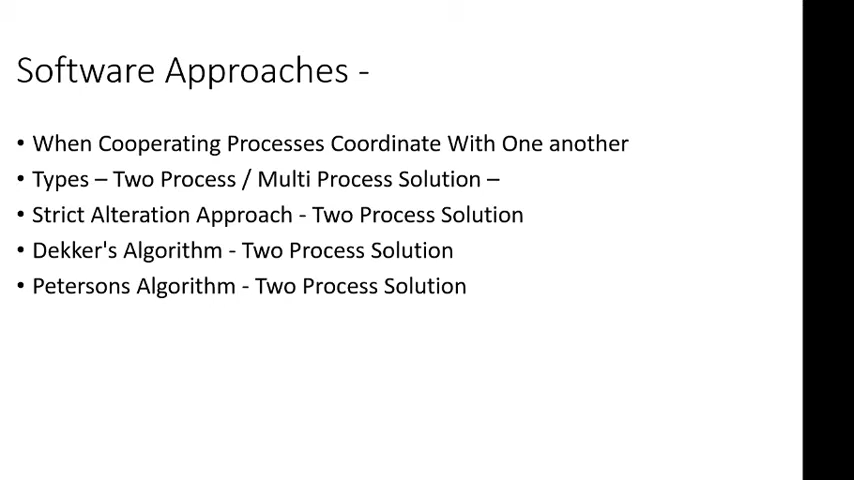 Software Approaches -
• When Cooperating Processes Coordinate With One another
• Types – Two Process / Multi Process Solution –
• Strict Alteration Approach - Two Process Solution
• Dekker's Algorithm - Two Process Solution
• Petersons Algorithm - Two Process Solution